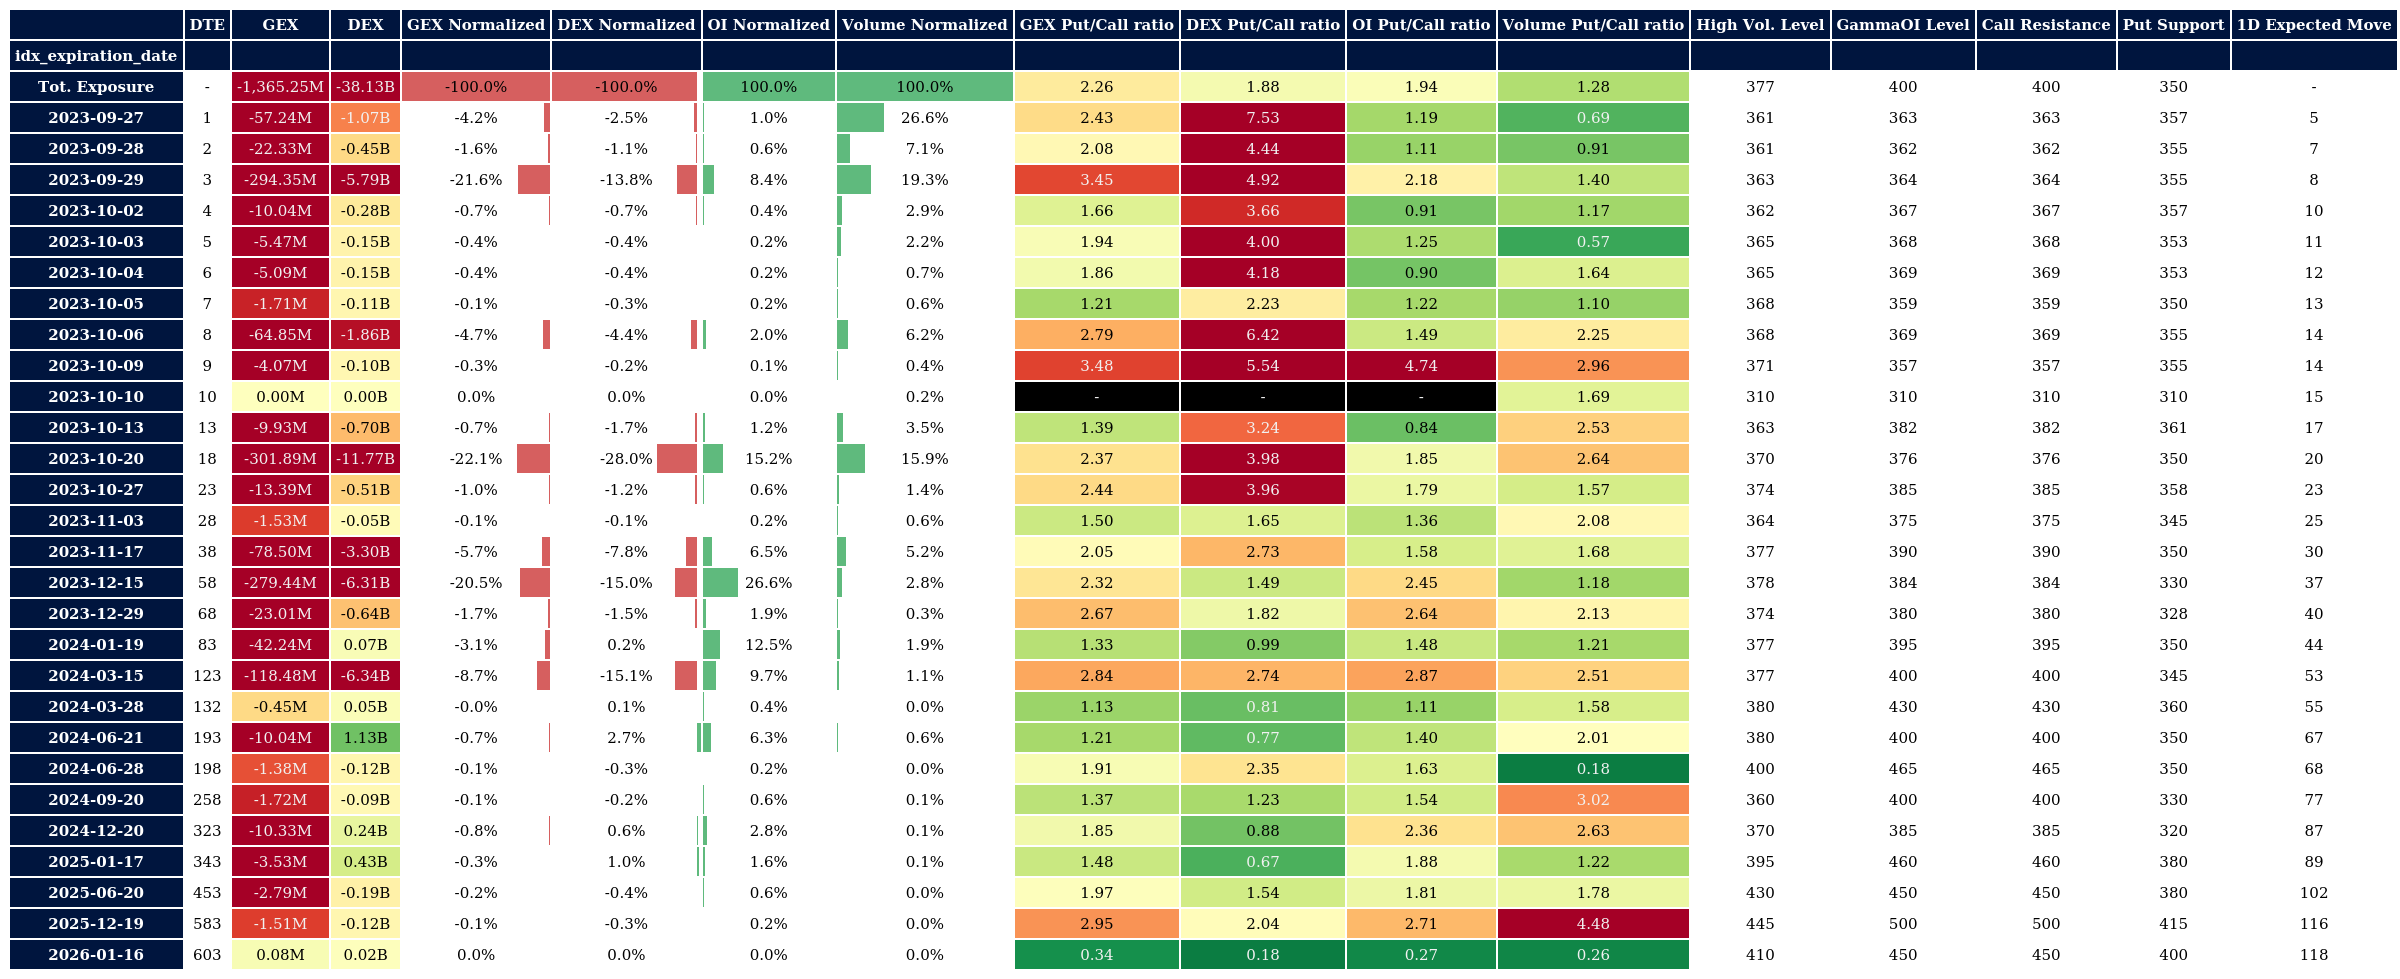 DTE GEX DEX GEX Normalized DEX Normalized OI Normalized Volume Normalized GEX Put/Call ratio DEX Put/Call ratio OI Put/Call ratio Volume Put/Call ratio High Vol. Level GammaOI Level Call Resistance Put Support 1D Expected Move
idx_expiration_date
Tot. Exposure - -1,365.25M -38.13B -100.0% -100.0% 100.0% 100.0% 2.26 1.88 1.94 1.28 377 400 400 350 -
2023-09-27 1 -57.24M -1.07B -4.2% -2.5% 1.0% 26.6% 2.43 7.53 1.19 0.69 361 363 363 357 5
2023-09-28 2 -22.33M -0.45B -1.6% -1.1% 0.6% 7.1% 2.08 4.44 1.11 0.91 361 362 362 355 7
2023-09-29 3 -294.35M -5.79B -21.6% -13.8% 8.4% 19.3% 3.45 4.92 2.18 1.40 363 364 364 355 8
2023-10-02 4 -10.04M -0.28B -0.7% -0.7% 0.4% 2.9% 1.66 3.66 0.91 1.17 362 367 367 357 10
2023-10-03 5 -5.47M -0.15B -0.4% -0.4% 0.2% 2.2% 1.94 4.00 1.25 0.57 365 368 368 353 11
2023-10-04 6 -5.09M -0.15B -0.4% -0.4% 0.2% 0.7% 1.86 4.18 0.90 1.64 365 369 369 353 12
2023-10-05 7 -1.71M -0.11B -0.1% -0.3% 0.2% 0.6% 1.21 2.23 1.22 1.10 368 359 359 350 13
2023-10-06 8 -64.85M -1.86B -4.7% -4.4% 2.0% 6.2% 2.79 6.42 1.49 2.25 368 369 369 355 14
2023-10-09 9 -4.07M -0.10B -0.3% -0.2% 0.1% 0.4% 3.48 5.54 4.74 2.96 371 357 357 355 14
2023-10-10 10 0.00M 0.00B 0.0% 0.0% 0.0% 0.2% - - - 1.69 310 310 310 310 15
2023-10-13 13 -9.93M -0.70B -0.7% -1.7% 1.2% 3.5% 1.39 3.24 0.84 2.53 363 382 382 361 17
2023-10-20 18 -301.89M -11.77B -22.1% -28.0% 15.2% 15.9% 2.37 3.98 1.85 2.64 370 376 376 350 20
2023-10-27 23 -13.39M -0.51B -1.0% -1.2% 0.6% 1.4% 2.44 3.96 1.79 1.57 374 385 385 358 23
2023-11-03 28 -1.53M -0.05B -0.1% -0.1% 0.2% 0.6% 1.50 1.65 1.36 2.08 364 375 375 345 25
2023-11-17 38 -78.50M -3.30B -5.7% -7.8% 6.5% 5.2% 2.05 2.73 1.58 1.68 377 390 390 350 30
2023-12-15 58 -279.44M -6.31B -20.5% -15.0% 26.6% 2.8% 2.32 1.49 2.45 1.18 378 384 384 330 37
2023-12-29 68 -23.01M -0.64B -1.7% -1.5% 1.9% 0.3% 2.67 1.82 2.64 2.13 374 380 380 328 40
2024-01-19 83 -42.24M 0.07B -3.1% 0.2% 12.5% 1.9% 1.33 0.99 1.48 1.21 377 395 395 350 44
2024-03-15 123 -118.48M -6.34B -8.7% -15.1% 9.7% 1.1% 2.84 2.74 2.87 2.51 377 400 400 345 53
2024-03-28 132 -0.45M 0.05B -0.0% 0.1% 0.4% 0.0% 1.13 0.81 1.11 1.58 380 430 430 360 55
2024-06-21 193 -10.04M 1.13B -0.7% 2.7% 6.3% 0.6% 1.21 0.77 1.40 2.01 380 400 400 350 67
2024-06-28 198 -1.38M -0.12B -0.1% -0.3% 0.2% 0.0% 1.91 2.35 1.63 0.18 400 465 465 350 68
2024-09-20 258 -1.72M -0.09B -0.1% -0.2% 0.6% 0.1% 1.37 1.23 1.54 3.02 360 400 400 330 77
2024-12-20 323 -10.33M 0.24B -0.8% 0.6% 2.8% 0.1% 1.85 0.88 2.36 2.63 370 385 385 320 87
2025-01-17 343 -3.53M 0.43B -0.3% 1.0% 1.6% 0.1% 1.48 0.67 1.88 1.22 395 460 460 380 89
2025-06-20 453 -2.79M -0.19B -0.2% -0.4% 0.6% 0.0% 1.97 1.54 1.81 1.78 430 450 450 380 102
2025-12-19 583 -1.51M -0.12B -0.1% -0.3% 0.2% 0.0% 2.95 2.04 2.71 4.48 445 500 500 415 116
2026-01-16 603 0.08M 0.02B 0.0% 0.0% 0.0% 0.0% 0.34 0.18 0.27 0.26 410 450 450 400 118